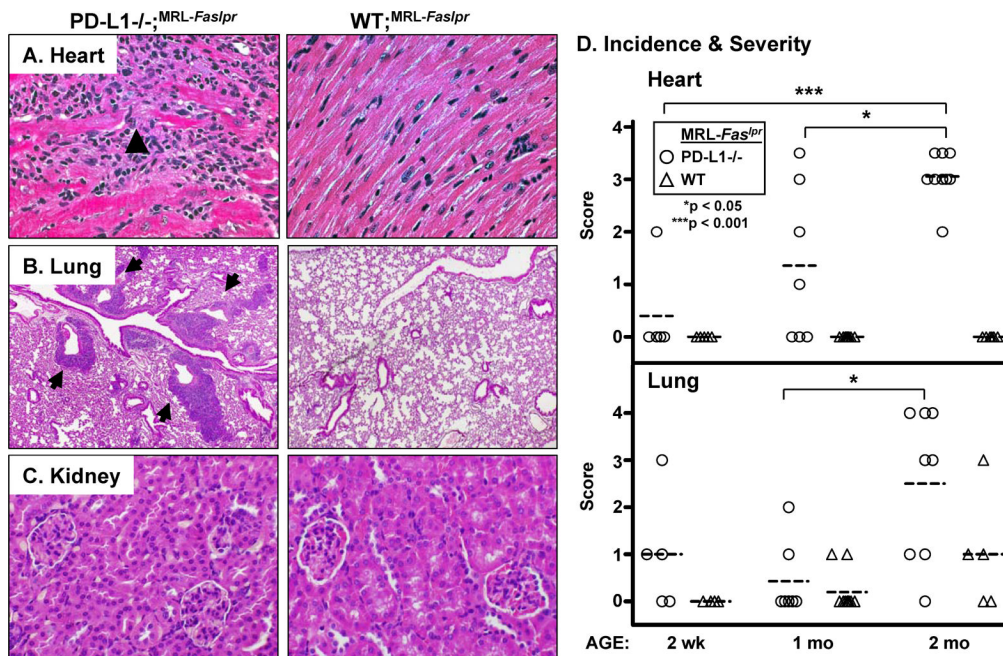 PD-L1-/-;MRL-Faslpr
WT;MRL-Faslpr
A. Heart
B. Lung
C. Kidney
D. Incidence & Severity
Heart
***
*
MRL-Faslpr
PD-L1-/-
WT
*p < 0.05
***p < 0.001
Score
4
3
2
1
0
Lung
*
Score
4
3
2
1
0
AGE: 2 wk 1 mo 2 mo